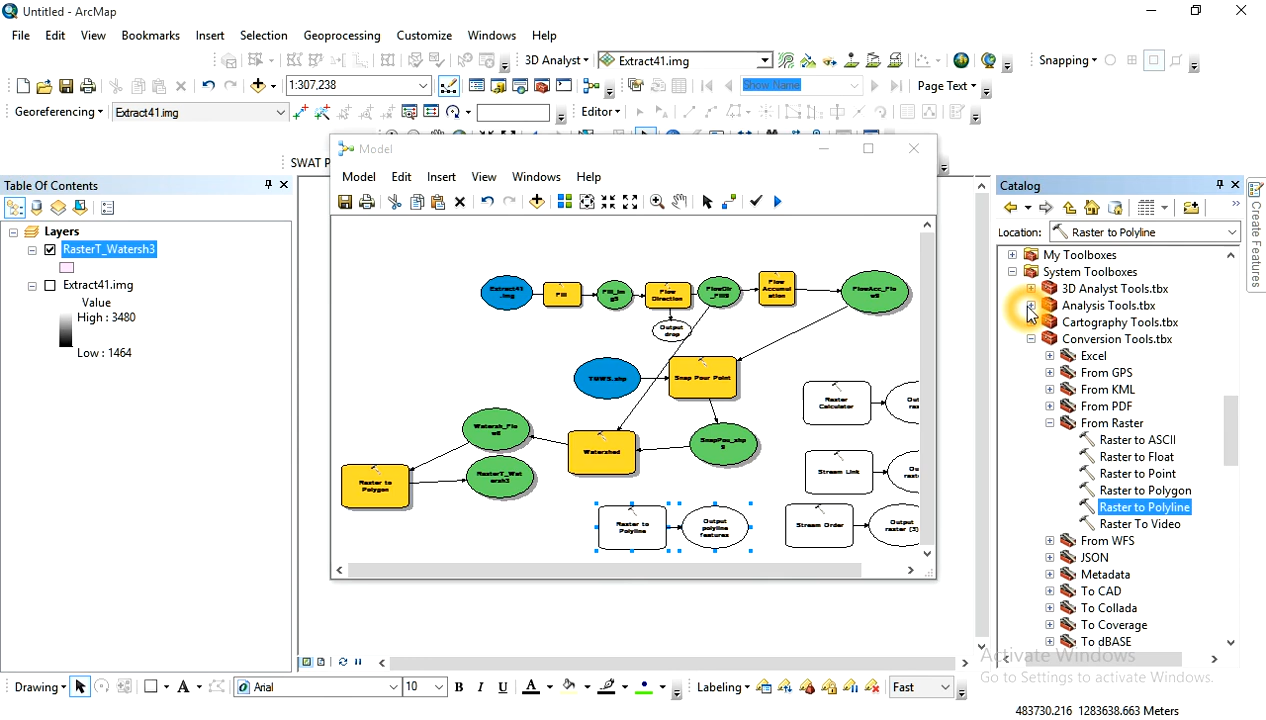 Untitled - ArcMap
File Edit View Bookmarks Insert Selection Geoprocessing Customize Windows Help
3D Analyst Extract41.img Snapping
1:307,238 Show Name Page Text
Georeferencing Extract41.img Editor
SWAT P
Table Of Contents
Layers
RasterT_Watersh3
Extract41.img
Value
High : 3480
Low : 1464
Model
Model Edit Insert View Windows Help
Extract41 .img
Fill
Fill_img3
Flow Direction
FlowDir_Fill9
Flow Accumulation
FlowAcc_Flow9
Output drop
Snap Pour Point
Raster Calculator
Watersh_Flow8
Watershed
SnapPou_shp9
Raster to Polygon
RasterT_Watersh3
Stream Link
Raster to Polyline
Output polyline features
Stream Order
Output raster (3)
Catalog
Location: Raster to Polyline
My Toolboxes
System Toolboxes
3D Analyst Tools.tbx
Analysis Tools.tbx
Cartography Tools.tbx
Conversion Tools.tbx
Excel
From GPS
From KML
From PDF
From Raster
Raster to ASCII
Raster to Float
Raster to Point
Raster to Polygon
Raster to Polyline
Raster To Video
From WFS
JSON
Metadata
To CAD
To Collada
To Coverage
To dBASE
Create Features
Activate Windows
Go to Settings to activate Windows.
Drawing Arial 10 B I U A Labeling Fast
483730.216 1283638.663 Meters